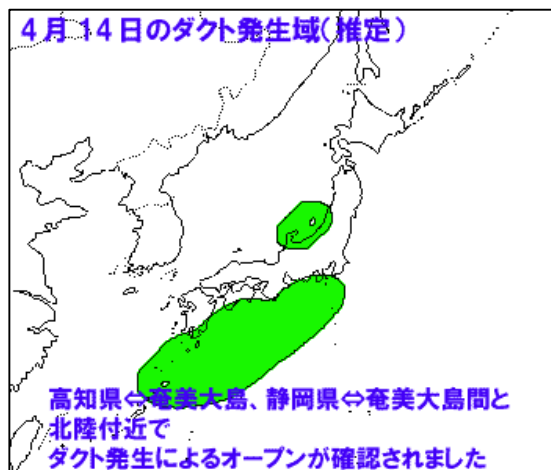 4月14日のダクト発生域(推定)
高知県⇔奄美大島、静岡県⇔奄美大島間と
北陸付近で
ダクト発生によるオープンが確認されました